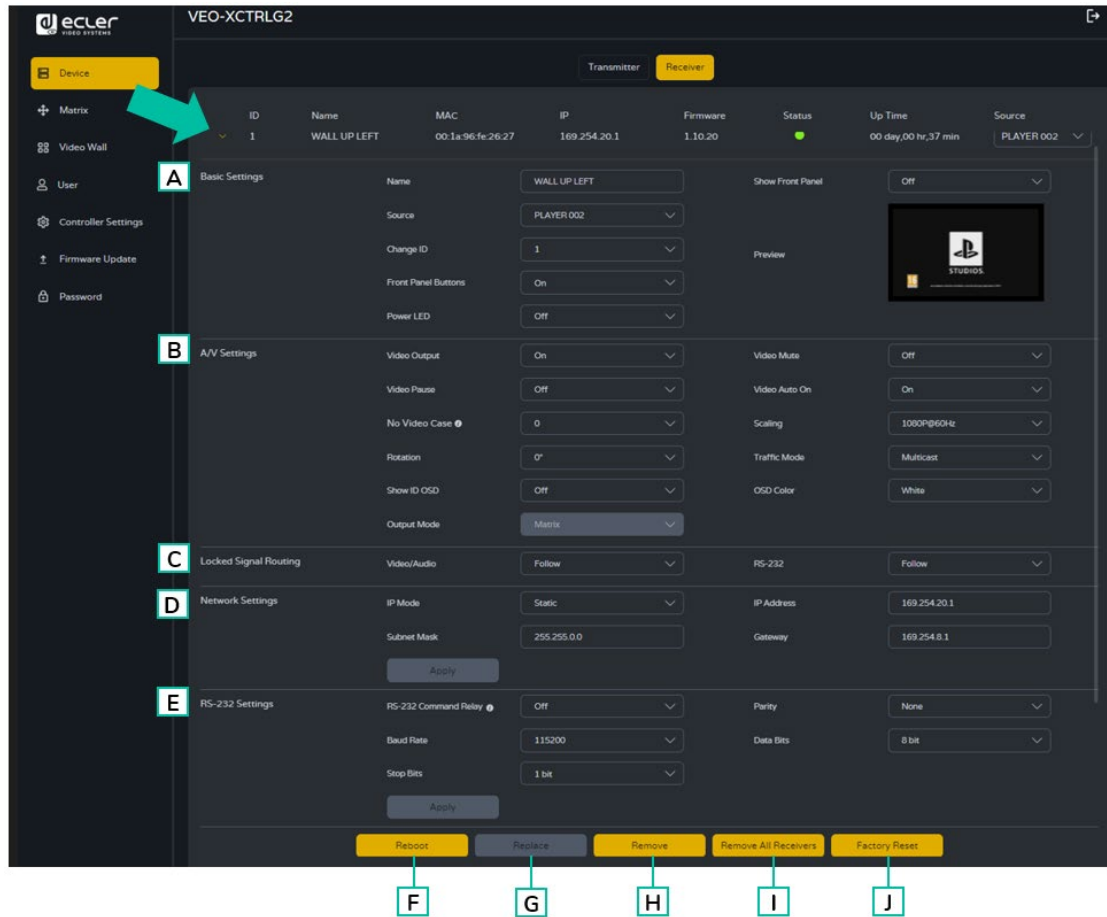 ecler
VIDEO SYSTEMS
VEO-XCTRLG2
Device
Matrix
Video Wall
User
Controller Settings
Firmware Update
Password
Transmitter Receiver
ID Name MAC IP Firmware Status Up Time Source
1 WALL UP LEFT 00:1a:96:fe:26:27 169.254.20.1 1.10.20 00 day,00 hr,37 min PLAYER 002
A Basic Settings
Name WALL UP LEFT Show Front Panel Off
Source PLAYER 002
Change ID 1 Preview
STUDIOS
Front Panel Buttons On
Power LED Off
B A/V Settings
Video Output On Video Mute Off
Video Pause Off Video Auto On On
No Video Case 0 Scaling 1080P@60Hz
Rotation 0° Traffic Mode Multicast
Show ID OSD Off OSD Color White
Output Mode Matrix
C Locked Signal Routing Video/Audio Follow RS-232 Follow
D Network Settings IP Mode Static IP Address 169.254.20.1
Subnet Mask 255.255.0.0 Gateway 169.254.8.1
Apply
E RS-232 Settings RS-232 Command Relay Off Parity None
Baud Rate 115200 Data Bits 8 bit
Stop Bits 1 bit
Apply
Reboot Replace Remove Remove All Receivers Factory Reset
F G H I J